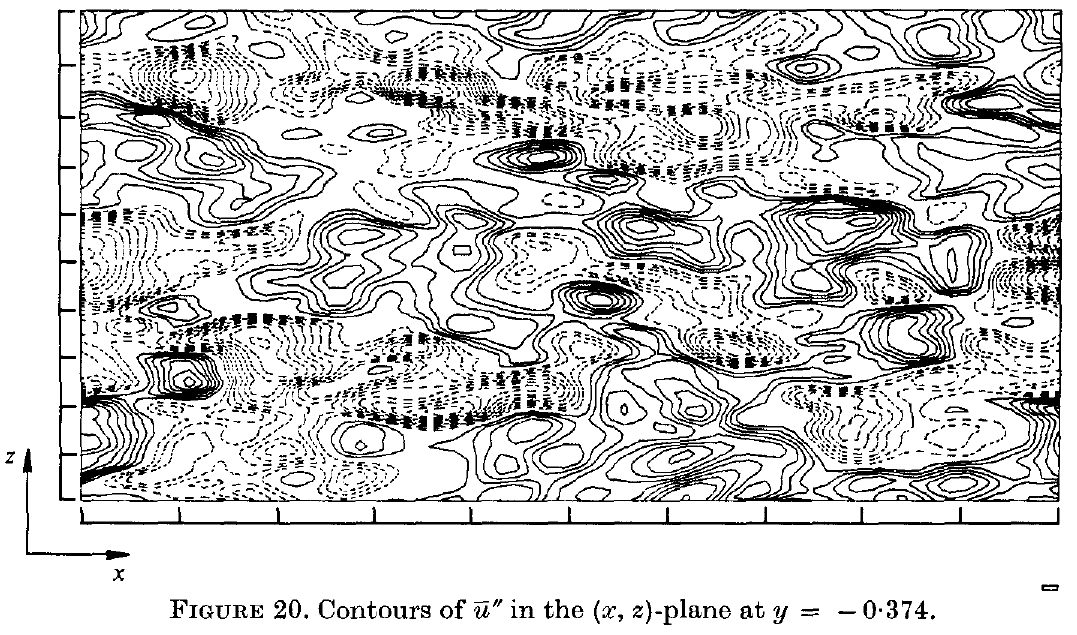 z
x
FIGURE 20. Contours of ū″ in the (x, z)-plane at y = −0·374.